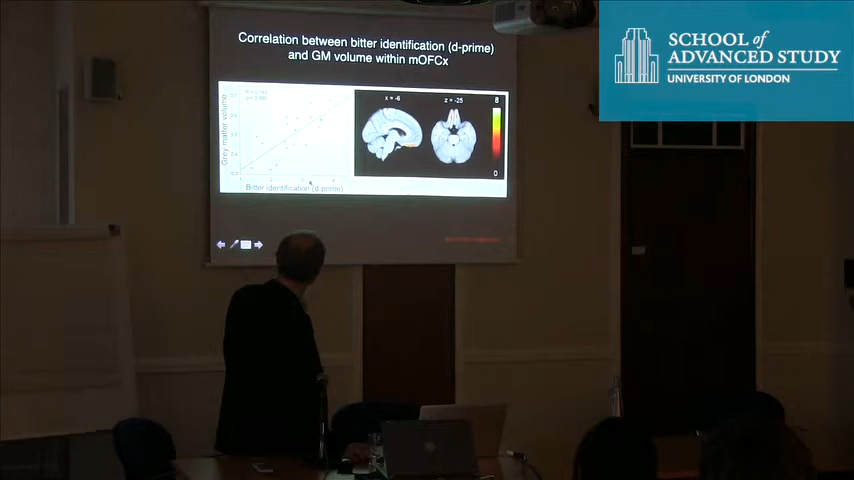 Correlation between bitter identification (d-prime)
and GM volume within mOFCx
Grey matter volume
Bitter identification (d prime)
x = -6
z = -25
8
0
SCHOOL of
ADVANCED STUDY
UNIVERSITY OF LONDON